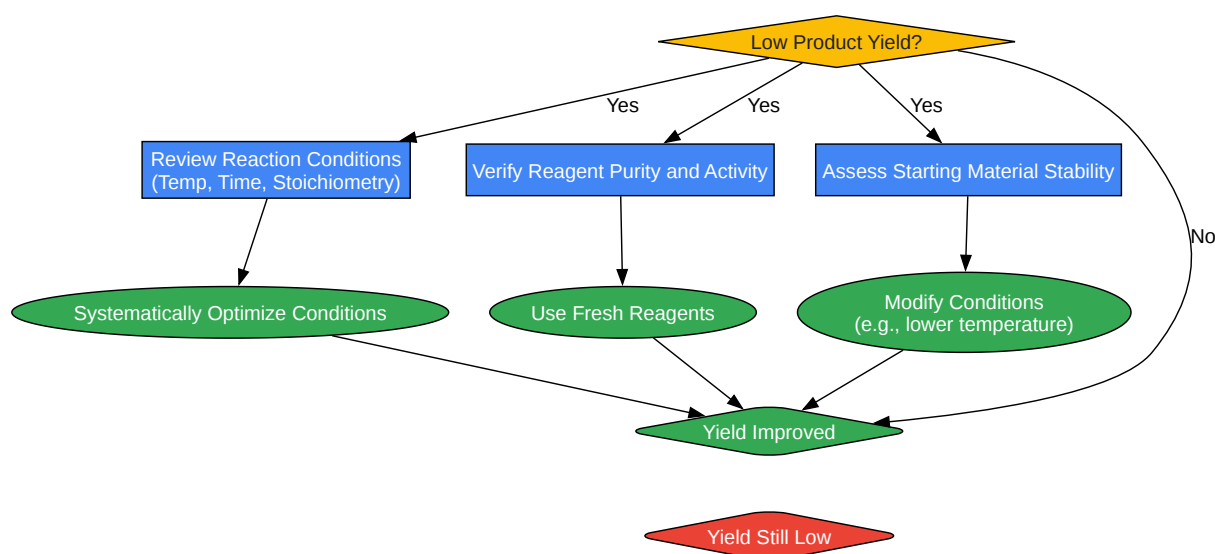 Low Product Yield?
Yes
Yes
Yes
Review Reaction Conditions
(Temp, Time, Stoichiometry)
Verify Reagent Purity and Activity
Assess Starting Material Stability
No
Systematically Optimize Conditions
Use Fresh Reagents
Modify Conditions
(e.g., lower temperature)
Yield Improved
Yield Still Low